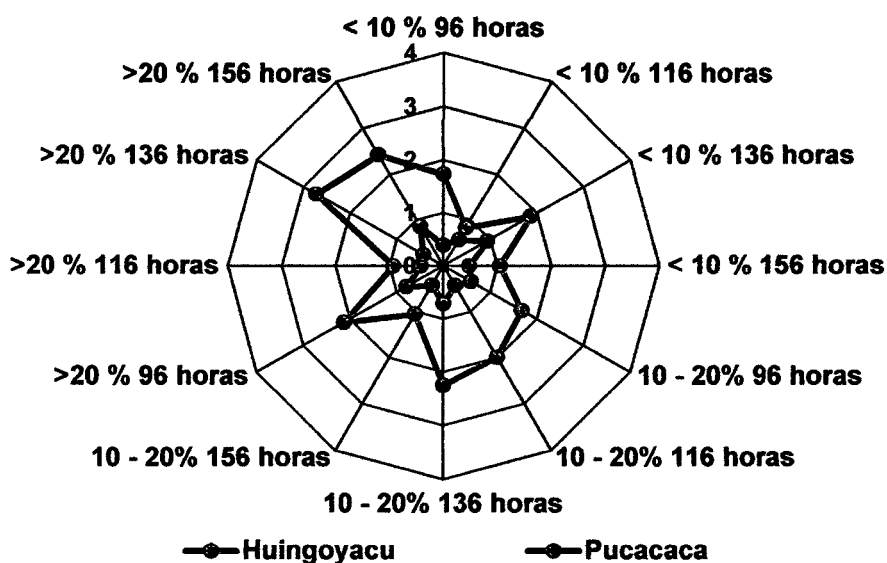 < 10 % 96 horas
4
>20 % 156 horas
< 10 % 116 horas
3
>20 % 136 horas
2
< 10 % 136 horas
1
>20 % 116 horas
0
< 10 % 156 horas
>20 % 96 horas
10 - 20% 96 horas
10 - 20% 156 horas
10 - 20% 116 horas
10 - 20% 136 horas
Huingoyacu
Pucacaca